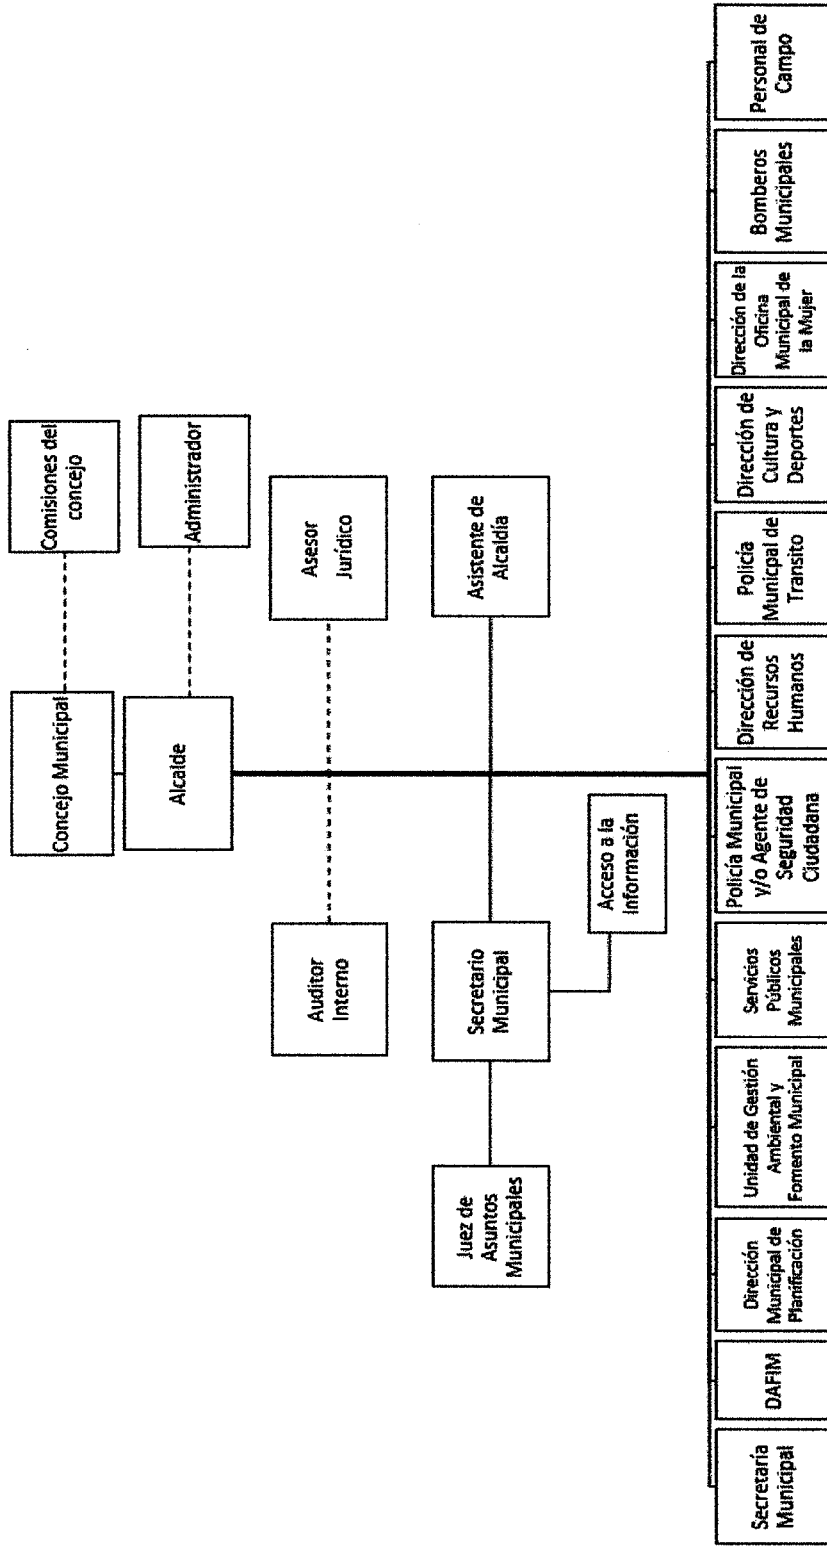 Concejo Municipal
Comisiones del
concejo
Alcalde
Administrador
Auditor
Interno
Asesor
Jurídico
Juez de
Asuntos
Municipales
Secretario
Municipal
Asistente de
Alcaldía
Acceso a la
Información
Secretaría
Municipal
DAFIM
Dirección
Municipal de
Planificación
Unidad de Gestión
Ambiental y
Fomento Municipal
Servicios
Públicos
Municipales
Policía Municipal
y/o Agente de
Seguridad
Ciudadana
Dirección de
Recursos
Humanos
Policía
Municpal de
Transito
Dirección de
Cultura y
Deportes
Dirección de la
Oficina
Municipal de
la Mujer
Bomberos
Municipales
Personal de
Campo